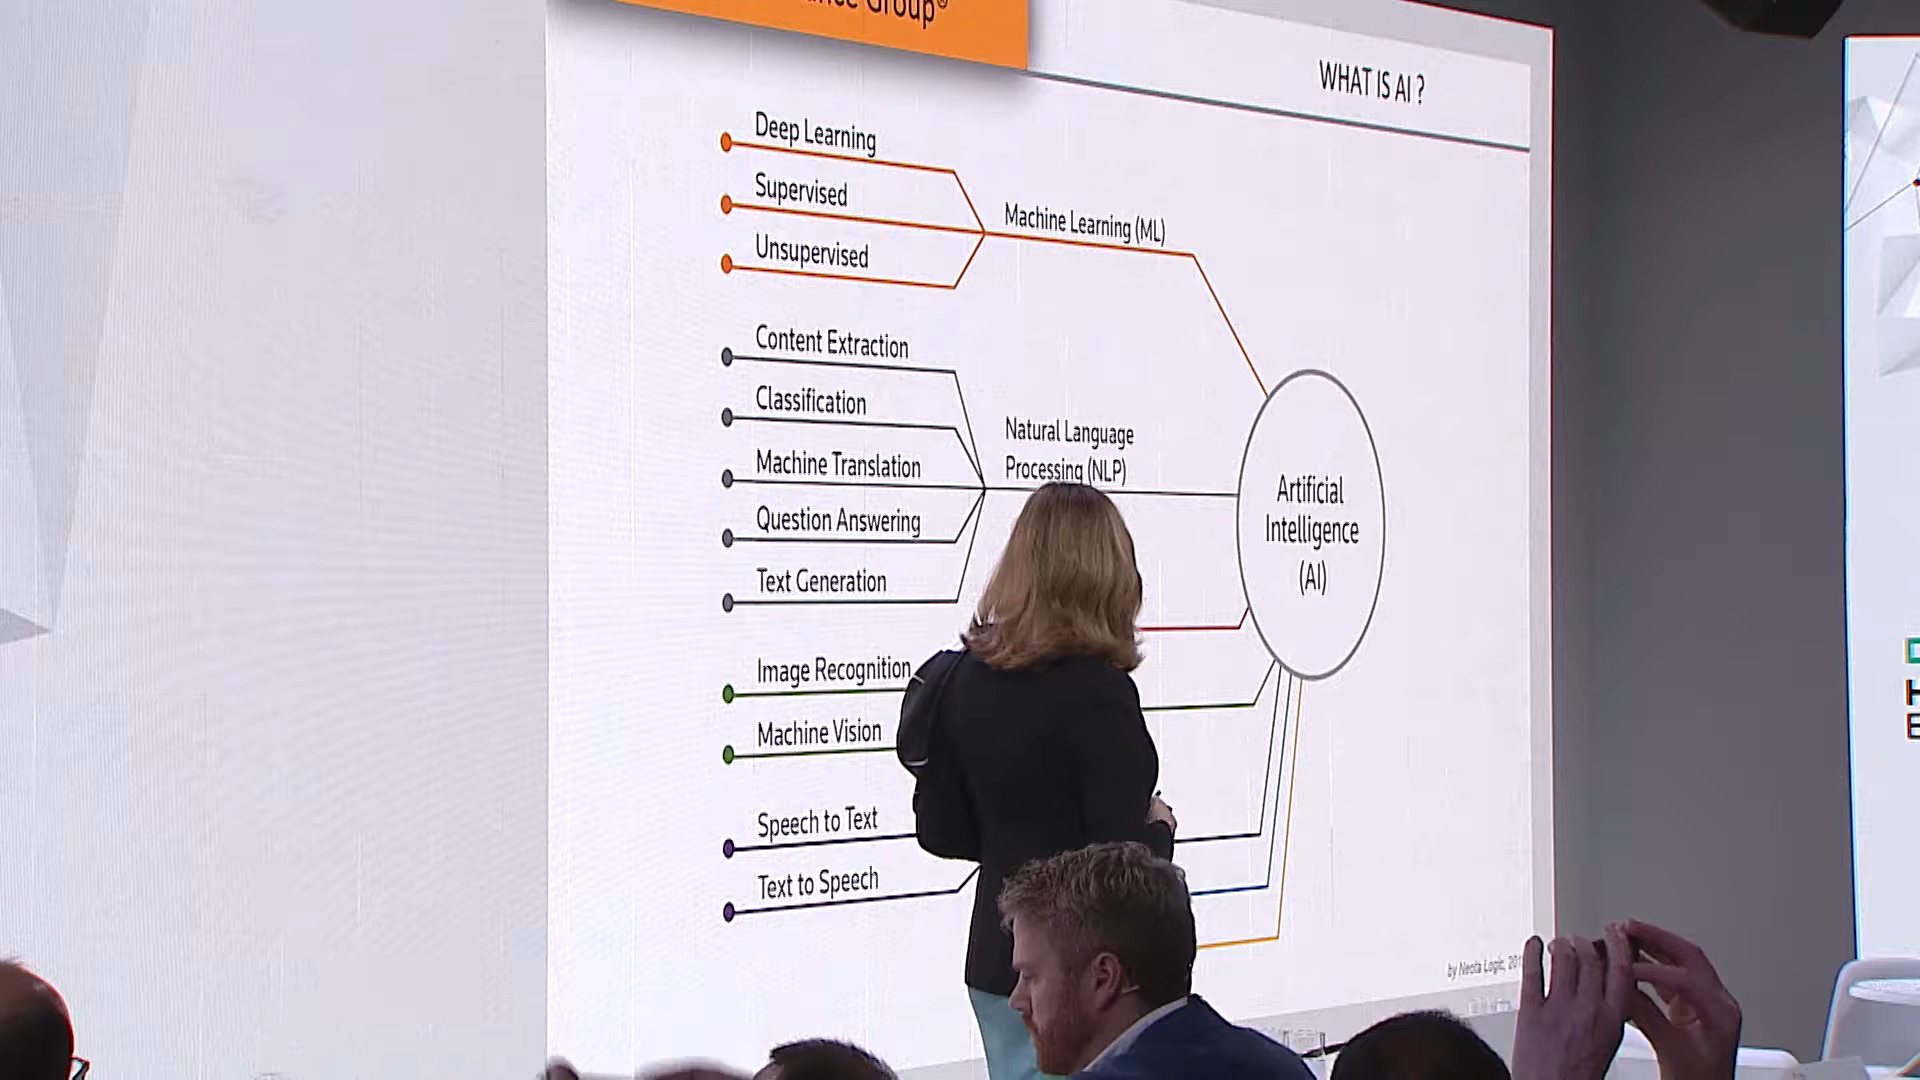 Group®
WHAT IS AI ?
Deep Learning
Supervised
Unsupervised
Machine Learning (ML)
Content Extraction
Classification
Machine Translation
Question Answering
Text Generation
Natural Language
Processing (NLP)
Artificial
Intelligence
(AI)
Image Recognition
Machine Vision
Speech to Text
Text to Speech
by Neota Logic,